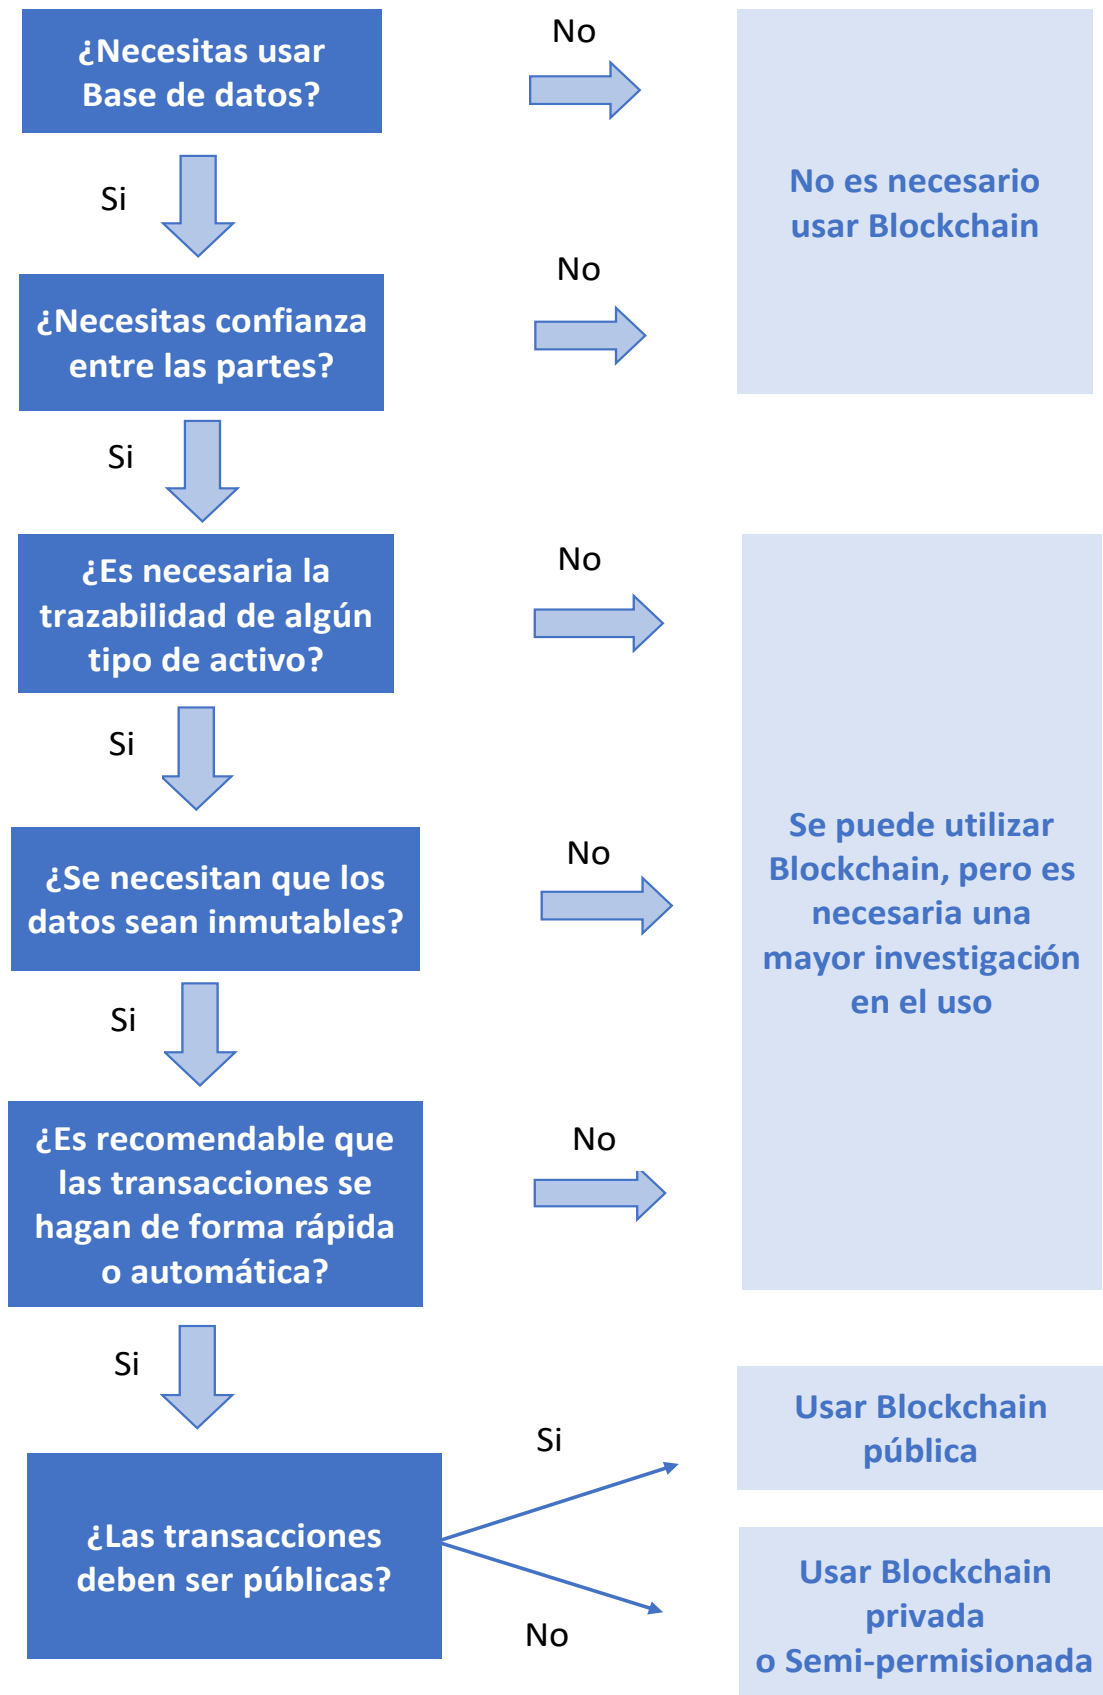 ¿Necesitas usar
Base de datos?
No
No es necesario
usar Blockchain
Si
¿Necesitas confianza
entre las partes?
No
Si
¿Es necesaria la
trazabilidad de algún
tipo de activo?
No
Si
¿Se necesitan que los
datos sean inmutables?
No
Se puede utilizar
Blockchain, pero es
necesaria una
mayor investigación
en el uso
Si
¿Es recomendable que
las transacciones se
hagan de forma rápida
o automática?
No
Si
¿Las transacciones
deben ser públicas?
Si
Usar Blockchain
pública
No
Usar Blockchain
privada
o Semi-permisionada